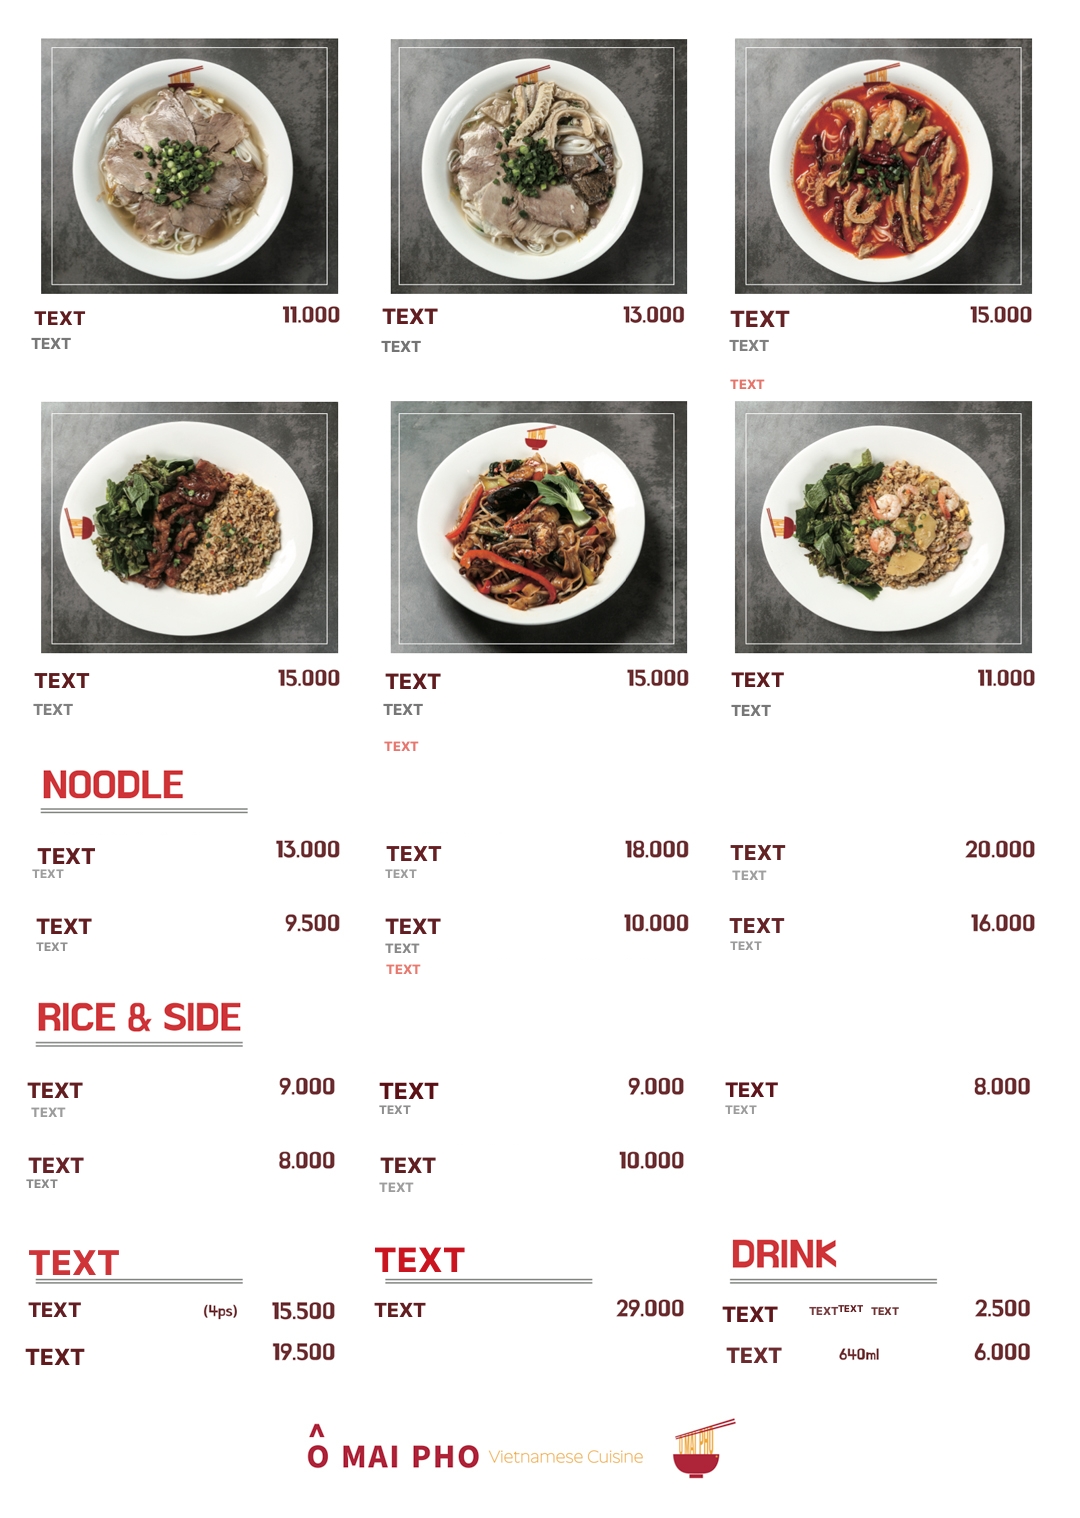 TEXT 11.000 TEXT 13.000 TEXT 15.000
TEXT TEXT TEXT
TEXT
TEXT 15.000 TEXT 15.000 TEXT 11.000
TEXT TEXT TEXT
TEXT
NOODLE
TEXT 13.000 TEXT 18.000 TEXT 20.000
TEXT TEXT TEXT
TEXT 9.500 TEXT 10.000 TEXT 16.000
TEXT TEXT TEXT
TEXT
RICE & SIDE
TEXT 9.000 TEXT 9.000 TEXT 8.000
TEXT TEXT TEXT
TEXT 8.000 TEXT 10.000
TEXT TEXT
TEXT TEXT DRINK
TEXT (4ps) 15.500 TEXT 29.000 TEXT TEXT TEXT TEXT 2.500
TEXT 19.500 TEXT 640ml 6.000
Ô MAI PHO Vietnamese Cuisine Ô MAI PHO